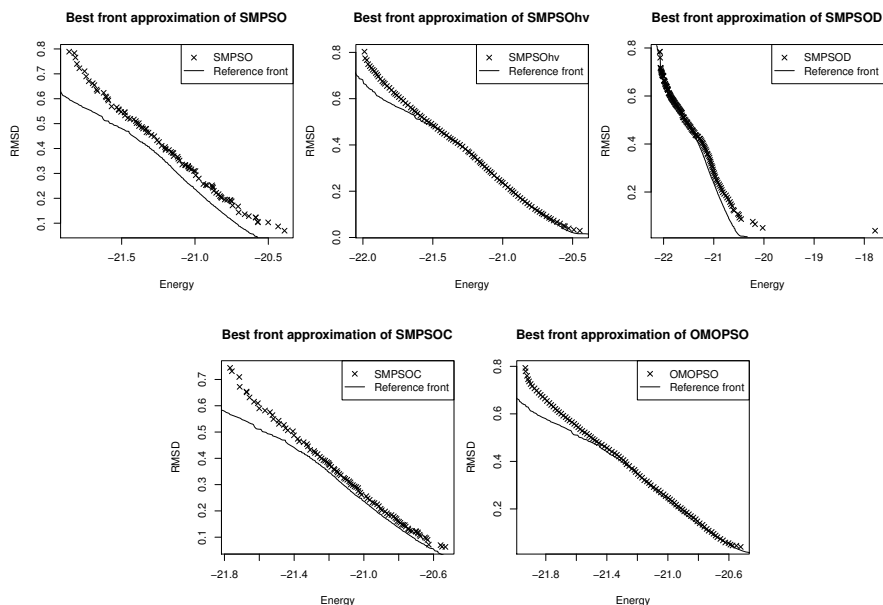 Best front approximation of SMPSO
0.8
0.7
0.6
0.5
0.4
0.3
0.2
0.1
RMSD
SMPSO
Reference front
−21.5
−21.0
−20.5
Energy
Best front approximation of SMPSOhv
0.8
0.6
0.4
0.2
0.0
RMSD
SMPSOhv
Reference front
−22.0
−21.5
−21.0
−20.5
Energy
Best front approximation of SMPSOD
0.8
0.6
0.4
0.2
RMSD
SMPSOD
Reference front
−22
−21
−20
−19
−18
Energy
Best front approximation of SMPSOC
0.7
0.6
0.5
0.4
0.3
0.2
0.1
RMSD
SMPSOC
Reference front
−21.8
−21.4
−21.0
−20.6
Energy
Best front approximation of OMOPSO
0.8
0.6
0.4
0.2
RMSD
OMOPSO
Reference front
−21.8
−21.4
−21.0
−20.6
Energy